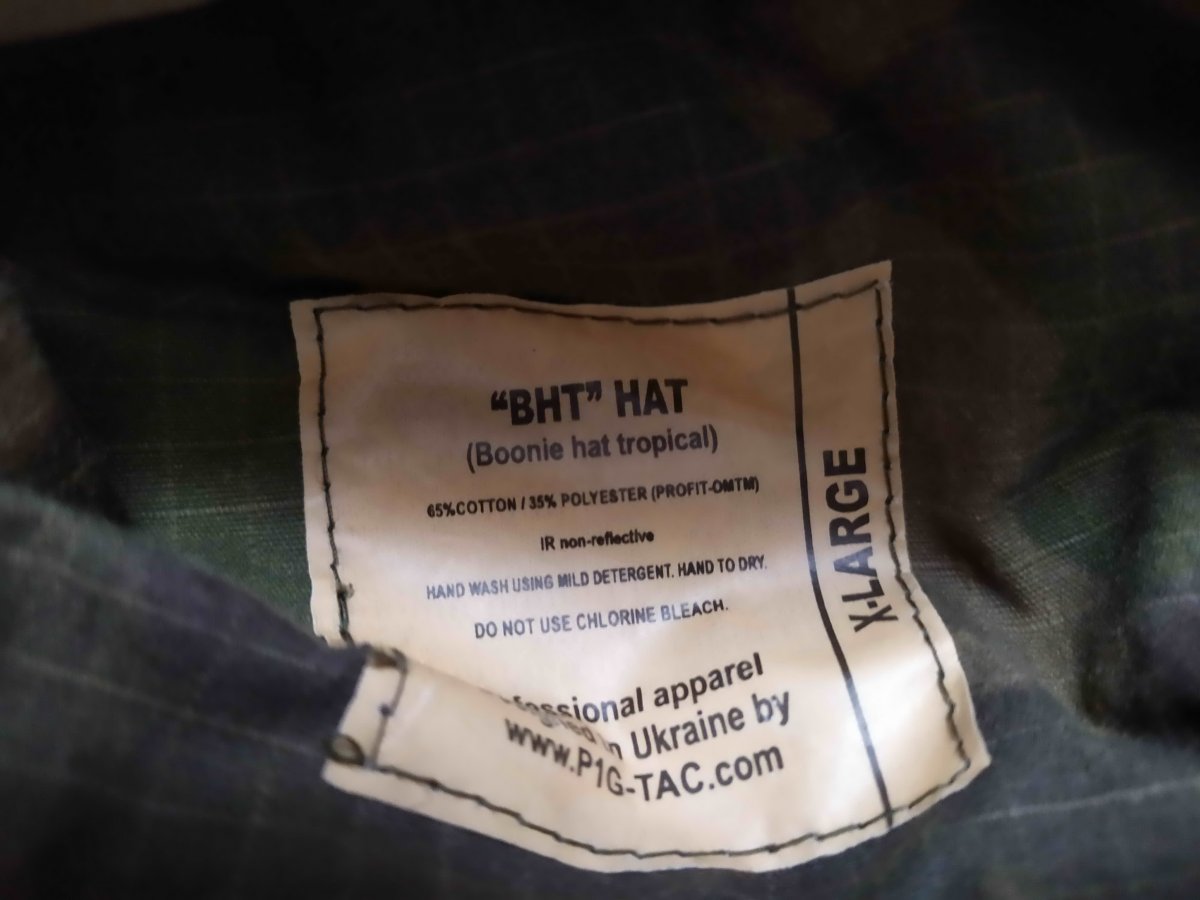 “BHT” HAT
(Boonie hat tropical)
65%COTTON / 35% POLYESTER (PROFIT-OMTM)
IR non-reflective
HAND WASH USING MILD DETERGENT. HAND TO DRY.
DO NOT USE CHLORINE BLEACH.
apparel
in Ukraine by
www.P1G-TAC.com
X-LARGE